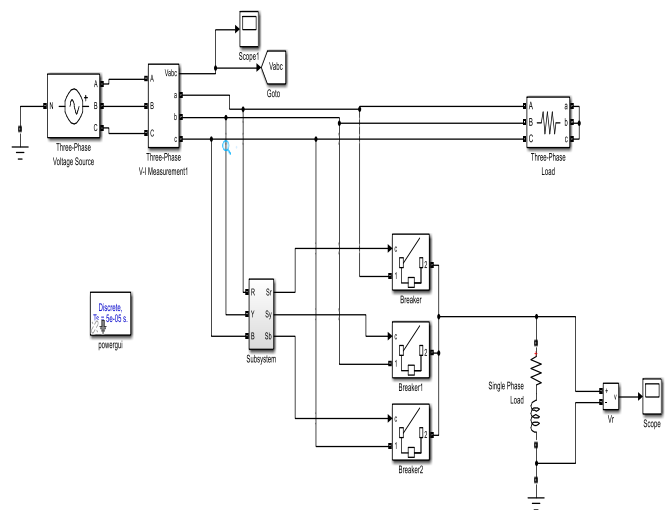 Scope1
Vabc
Goto
N
A
B
C
+
Three-Phase
Voltage Source
A
B
C
Vabc
a
b
c
Three-Phase
V-I Measurement1
A
B
C
a
b
c
Three-Phase
Load
Discrete,
Ts = 5e-05 s.
powergui
R
Y
B
Sr
Sy
Sb
Subsystem
c
1
2
Breaker
c
1
2
Breaker1
c
1
2
Breaker2
+
Single Phase
Load
+
-
v
Vr
Scope